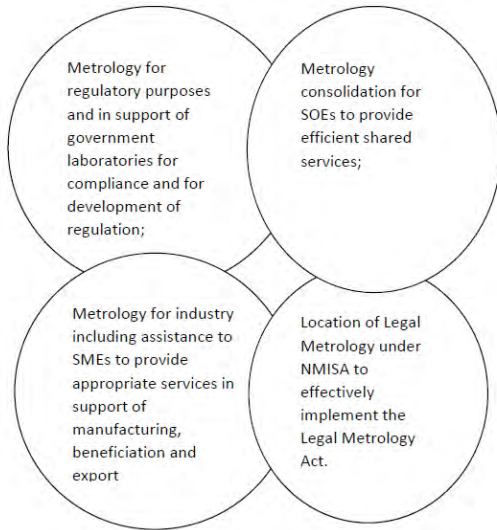 Metrology for
regulatory purposes
and in support of
government
laboratories for
compliance and for
development of
regulation;
Metrology
consolidation for
SOEs to provide
efficient shared
services;
Metrology for industry
including assistance to
SMEs to provide
appropriate services in
support of
manufacturing,
beneficiation and
export
Location of Legal
Metrology under
NMISA to
effectively
implement the
Legal Metrology
Act.